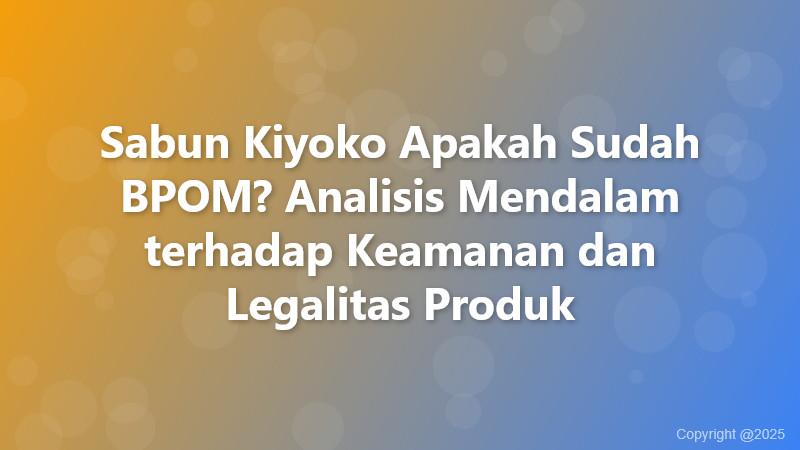 Sabun Kiyoko Apakah Sudah
BPOM? Analisis Mendalam
terhadap Keamanan dan
Legalitas Produk
Copyright @2025